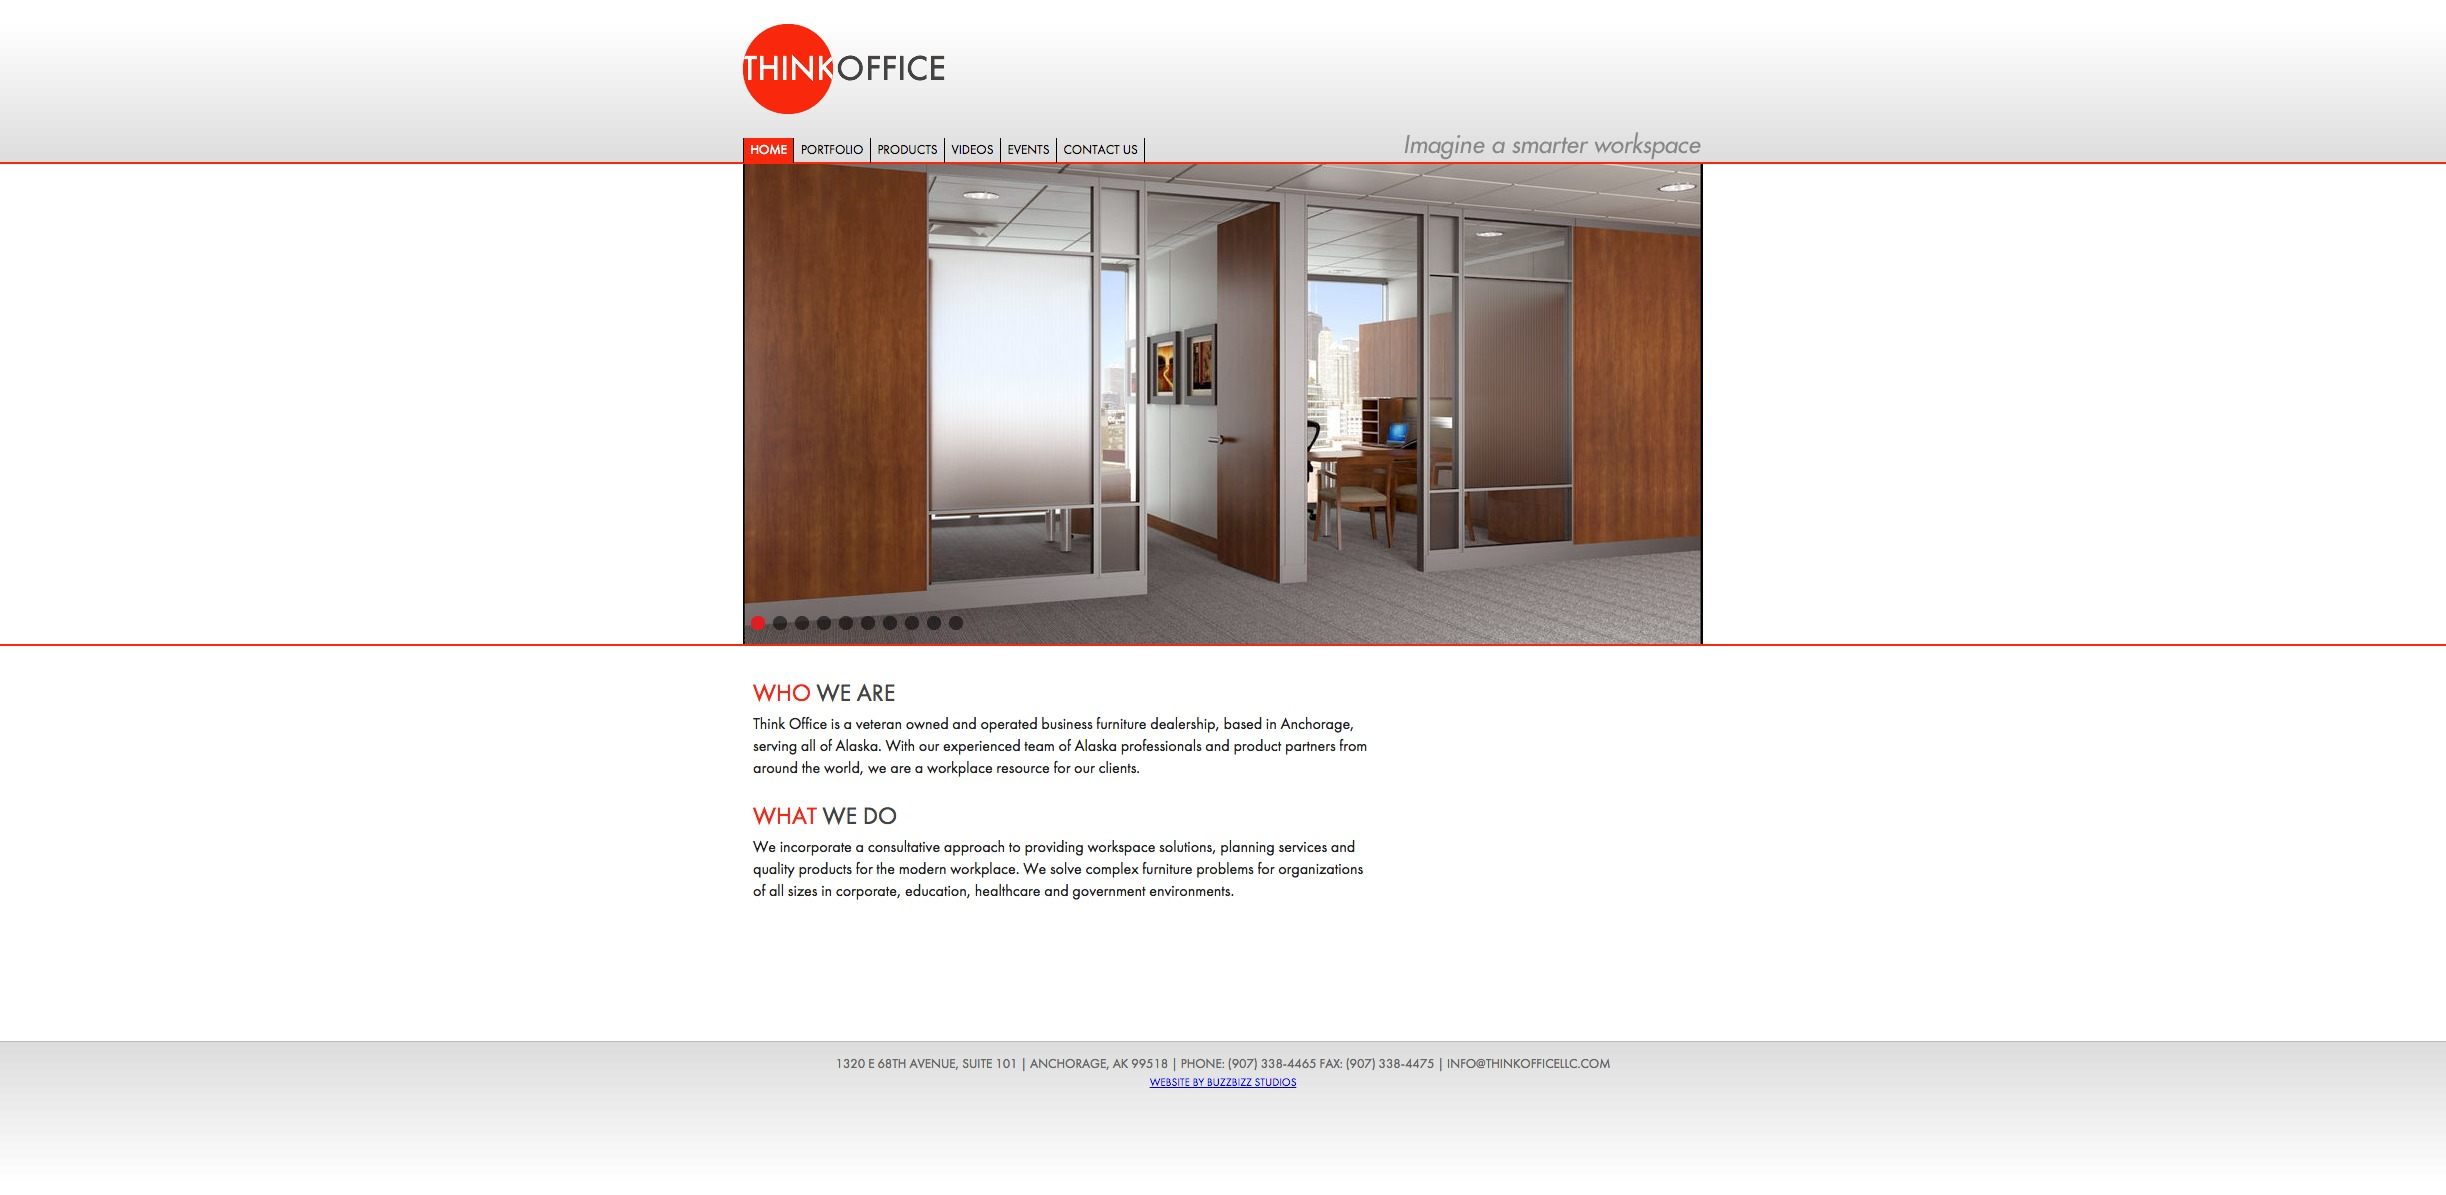 THINKOFFICE
HOME PORTFOLIO PRODUCTS VIDEOS EVENTS CONTACT US
Imagine a smarter workspace
WHO WE ARE
Think Office is a veteran owned and operated business furniture dealership, based in Anchorage,
serving all of Alaska. With our experienced team of Alaska professionals and product partners from
around the world, we are a workplace resource for our clients.
WHAT WE DO
We incorporate a consultative approach to providing workspace solutions, planning services and
quality products for the modern workplace. We solve complex furniture problems for organizations
of all sizes in corporate, education, healthcare and government environments.
1320 E 68TH AVENUE, SUITE 101 | ANCHORAGE, AK 99518 | PHONE: (907) 338-4465 FAX: (907) 338-4475 | INFO@THINKOFFICELLC.COM
WEBSITE BY BUZZBIZZ STUDIOS